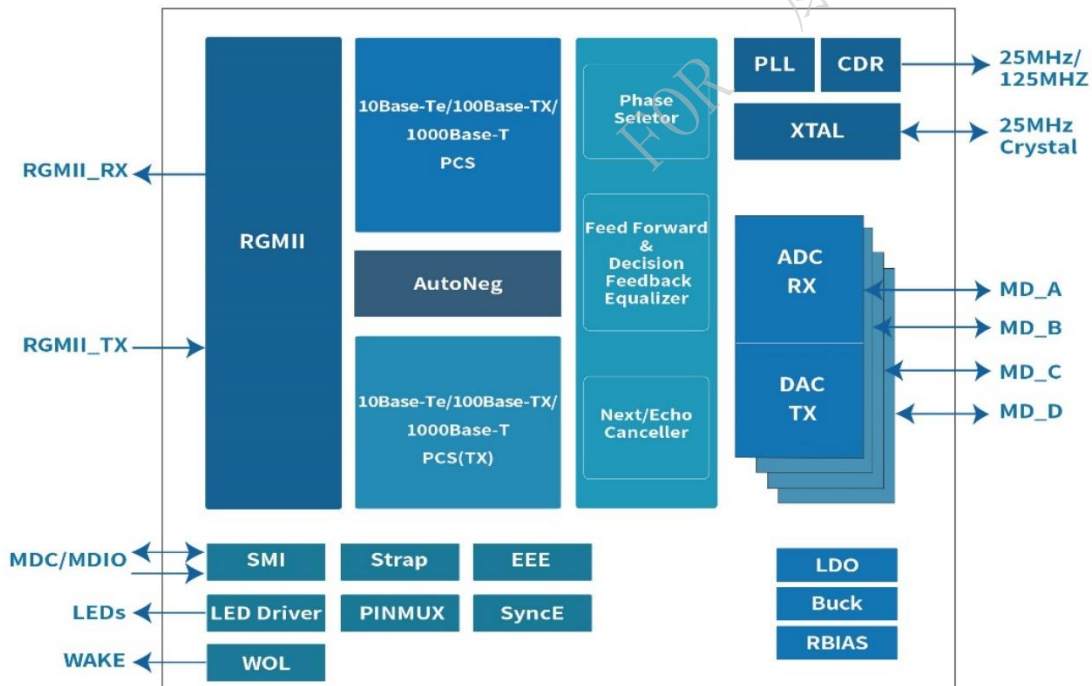 FOR
RGMII_RX
RGMII_TX
RGMII
10Base-Te/100Base-TX/
1000Base-T
PCS
AutoNeg
10Base-Te/100Base-TX/
1000Base-T
PCS(TX)
Phase
Seletor
Feed Forward
&
Decision
Feedback
Equalizer
Next/Echo
Canceller
PLL
CDR
25MHz/
125MHZ
XTAL
25MHz
Crystal
ADC
RX
DAC
TX
MD_A
MD_B
MD_C
MD_D
MDC/MDIO
SMI
Strap
EEE
LEDs
LED Driver
PINMUX
SyncE
WAKE
WOL
LDO
Buck
RBIAS